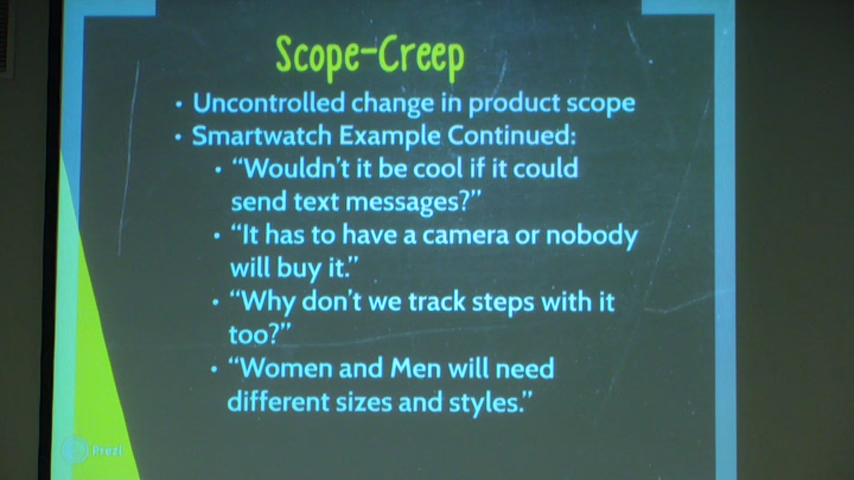 Scope-Creep
• Uncontrolled change in product scope
• Smartwatch Example Continued:
• “Wouldn’t it be cool if it could
send text messages?”
• “It has to have a camera or nobody
will buy it.”
• “Why don’t we track steps with it
too?”
• “Women and Men will need
different sizes and styles.”
Prezi